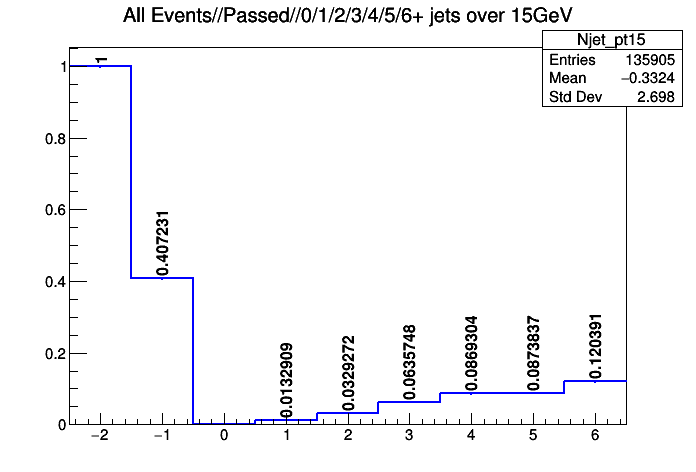 All Events//Passed//0/1/2/3/4/5/6+ jets over 15GeV
Njet_pt15
Entries 135905
Mean −0.3324
Std Dev 2.698
1
0.8
0.6
0.4
0.2
0
1
0.407231
0.0132909
0.0329272
0.0635748
0.0869304
0.0873837
0.120391
−2 −1 0 1 2 3 4 5 6